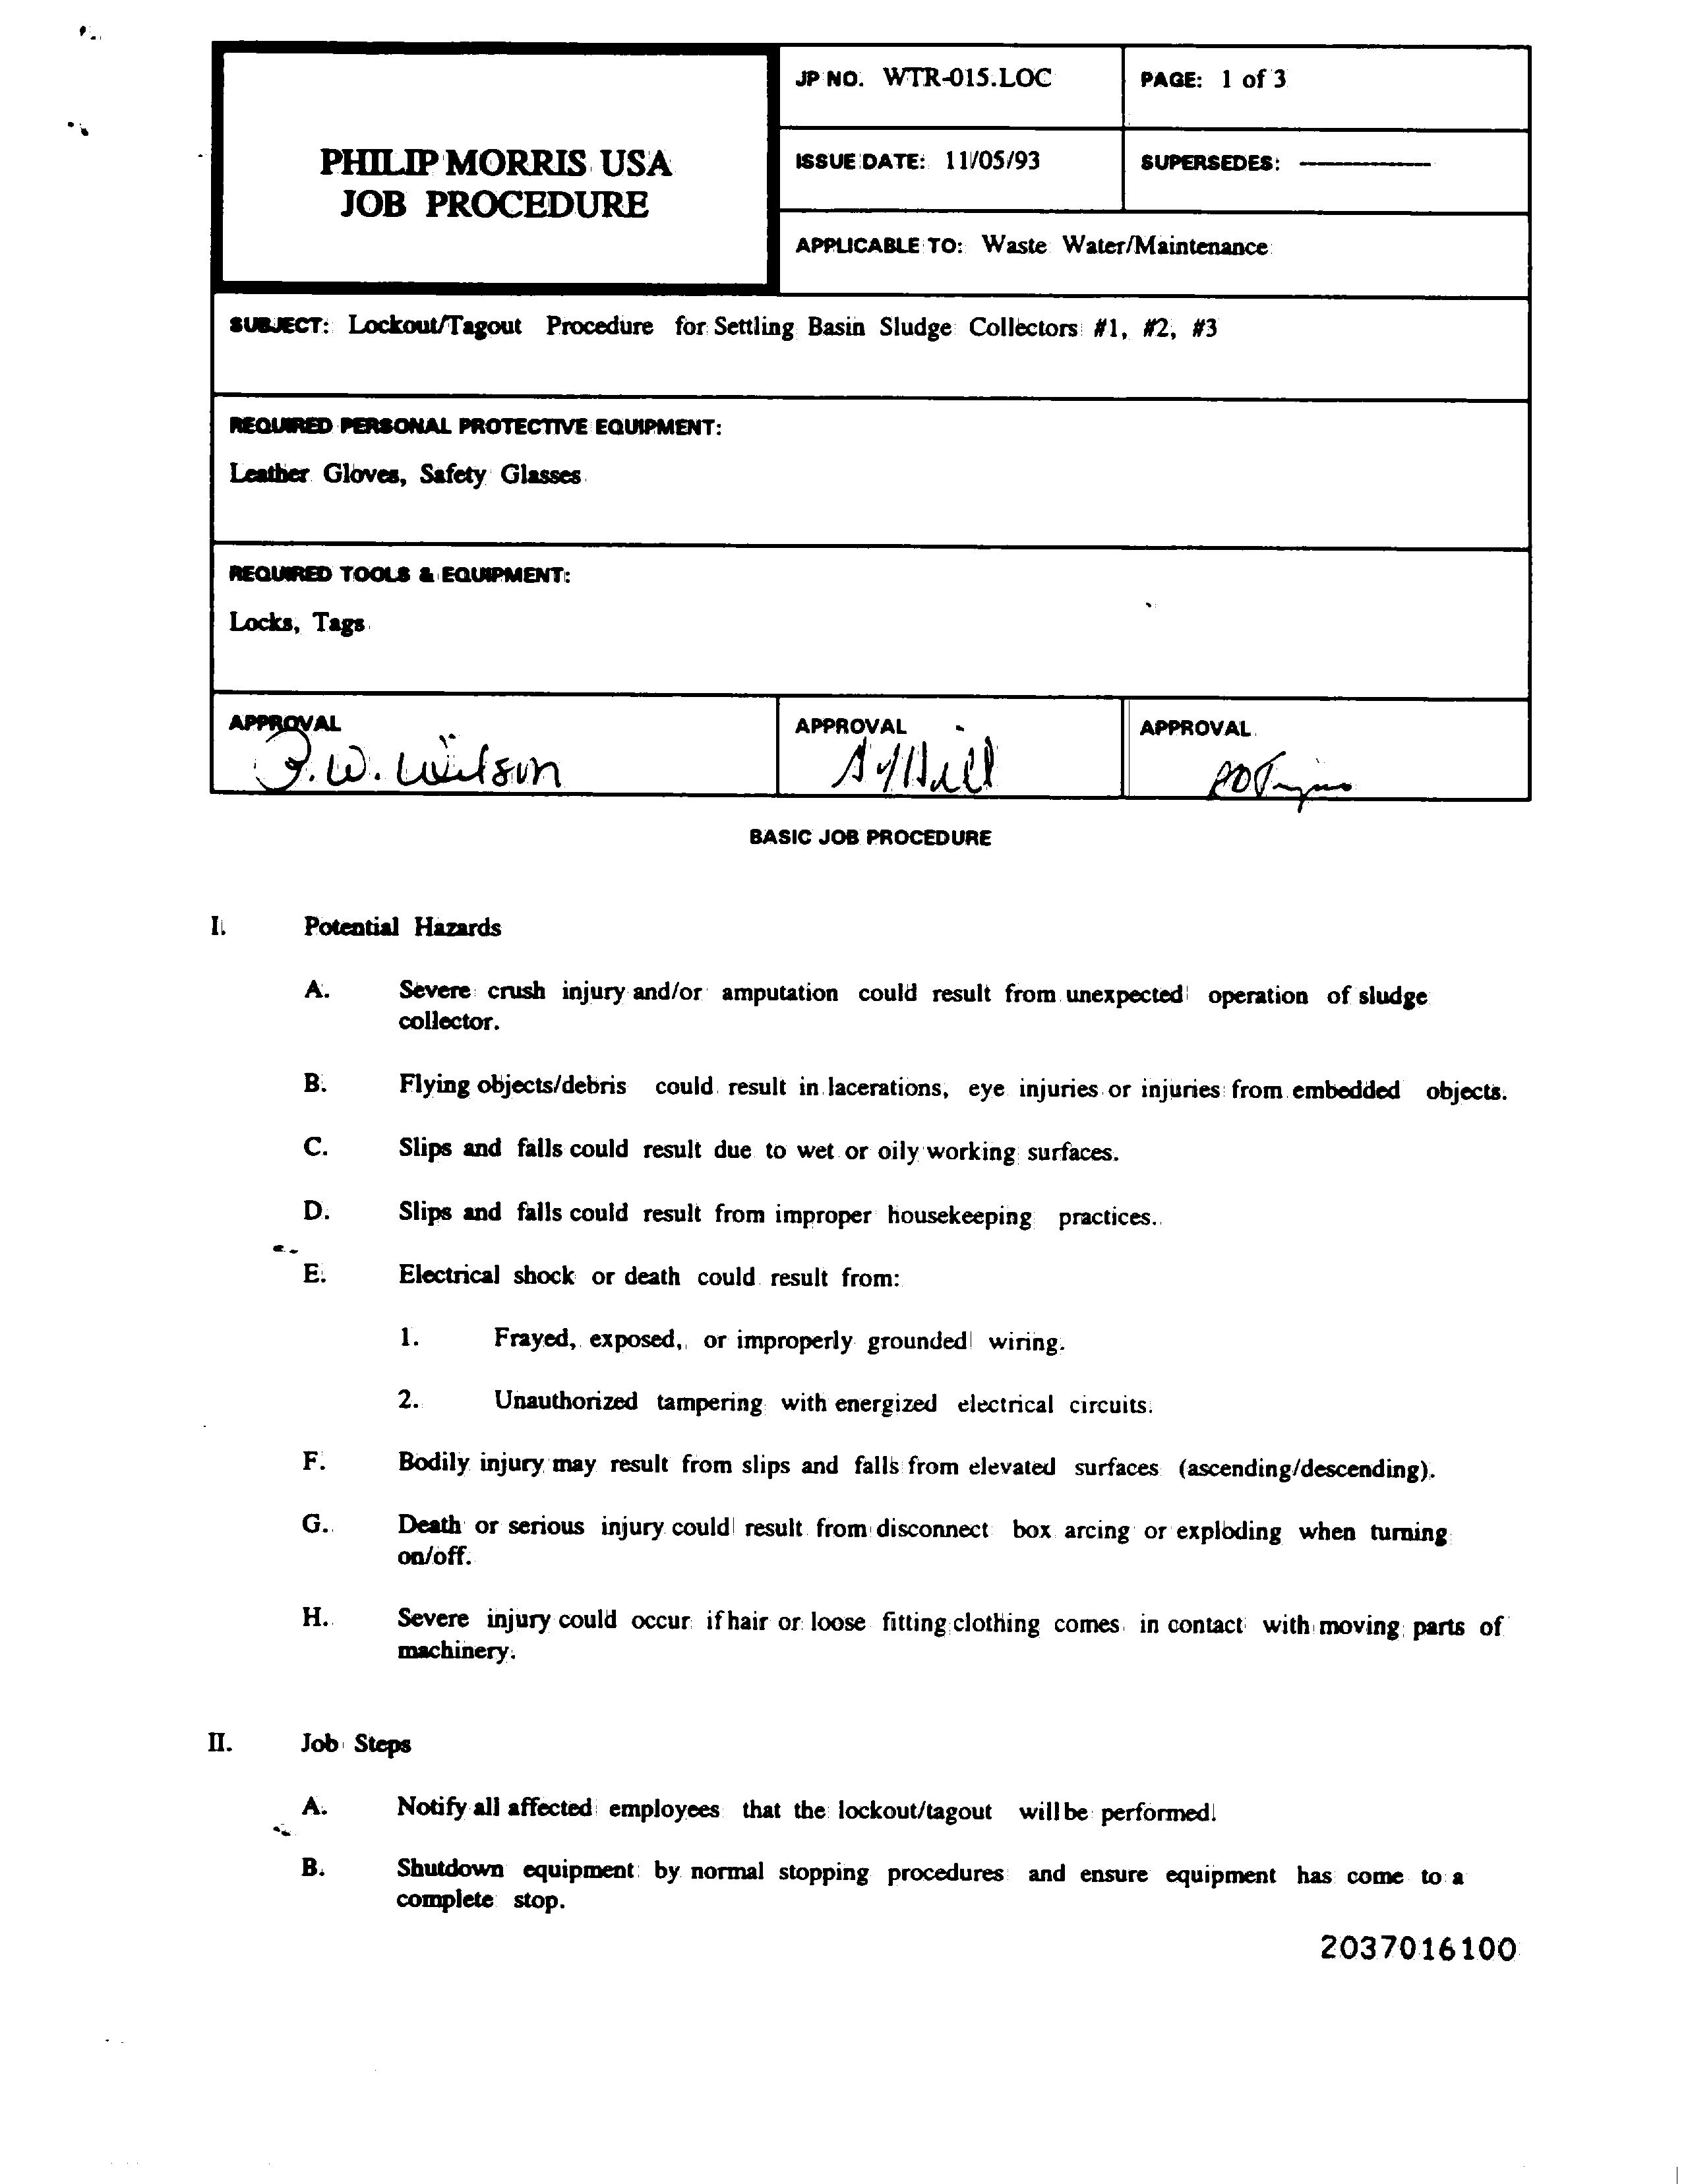 PHILIP MORRIS USA
JOB PROCEDURE
JP NO. WTR-015.LOC
PAGE: 1 of 3
ISSUE DATE: 11/05/93
SUPERSEDES:
APPLICABLE TO: Waste Water/Maintenance
SUBJECT: Lockout/Tagout Procedure for Settling Basin Sludge Collectors #1, #2, #3
REQUIRED PERSONAL PROTECTIVE EQUIPMENT:
Leather Gloves, Safety Glasses
REQUIRED TOOLS & EQUIPMENT:
Locks, Tags
APPROVAL
Wilson
APPROVAL
Hill
APPROVAL
BASIC JOB PROCEDURE
I. Potential Hazards
A. Severe crush injury and/or amputation could result from unexpected operation of sludge
collector.
B. Flying objects/debris could result in lacerations, eye injuries or injuries from embedded objects.
C. Slips and falls could result due to wet or oily working surfaces.
D. Slips and falls could result from improper housekeeping practices.
E. Electrical shock or death could result from:
1. Frayed, exposed, or improperly grounded wiring.
2. Unauthorized tampering with energized electrical circuits.
F. Bodily injury may result from slips and falls from elevated surfaces (ascending/descending).
G. Death or serious injury could result from disconnect box arcing or exploding when turning
on/off.
H. Severe injury could occur if hair or loose fitting clothing comes in contact with moving parts of
machinery.
II. Job Steps
A. Notify all affected employees that the lockout/tagout will be performed.
B. Shutdown equipment by normal stopping procedures and ensure equipment has come to a
complete stop.
2037016100